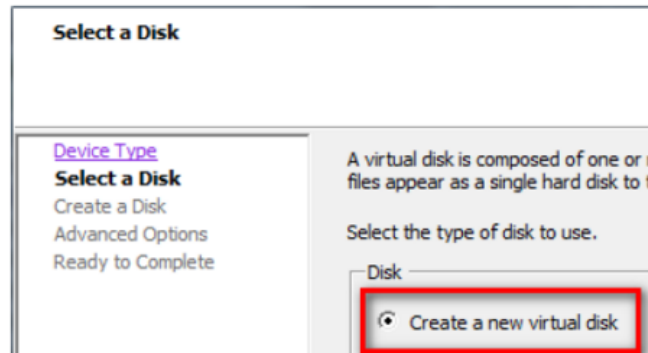 Select a Disk
Device Type
Select a Disk
Create a Disk
Advanced Options
Ready to Complete
A virtual disk is composed of one or
files appear as a single hard disk to
Select the type of disk to use.
Disk
Create a new virtual disk